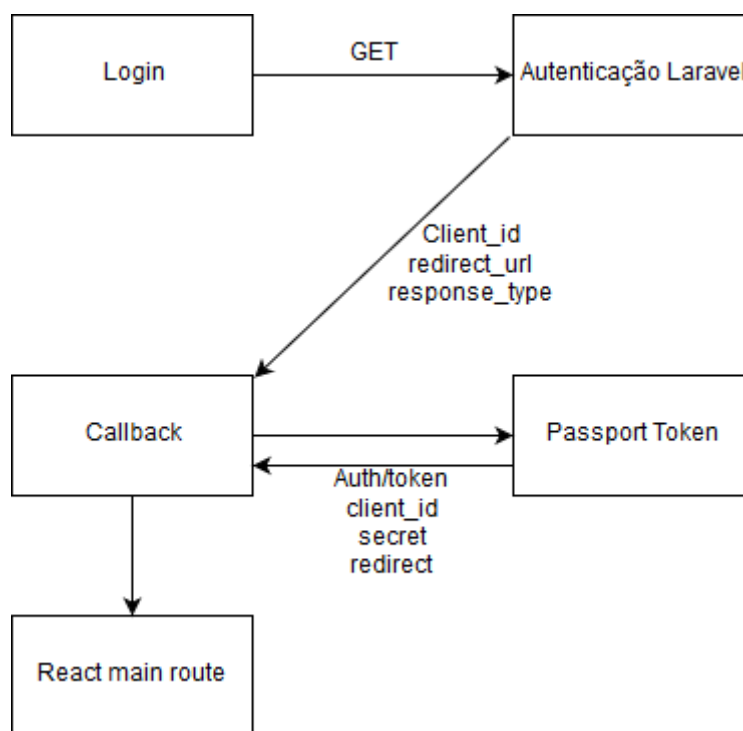 Login
GET
Autenticação Laravel
Client_id
redirect_url
response_type
Callback
Passport Token
Auth/token
client_id
secret
redirect
React main route